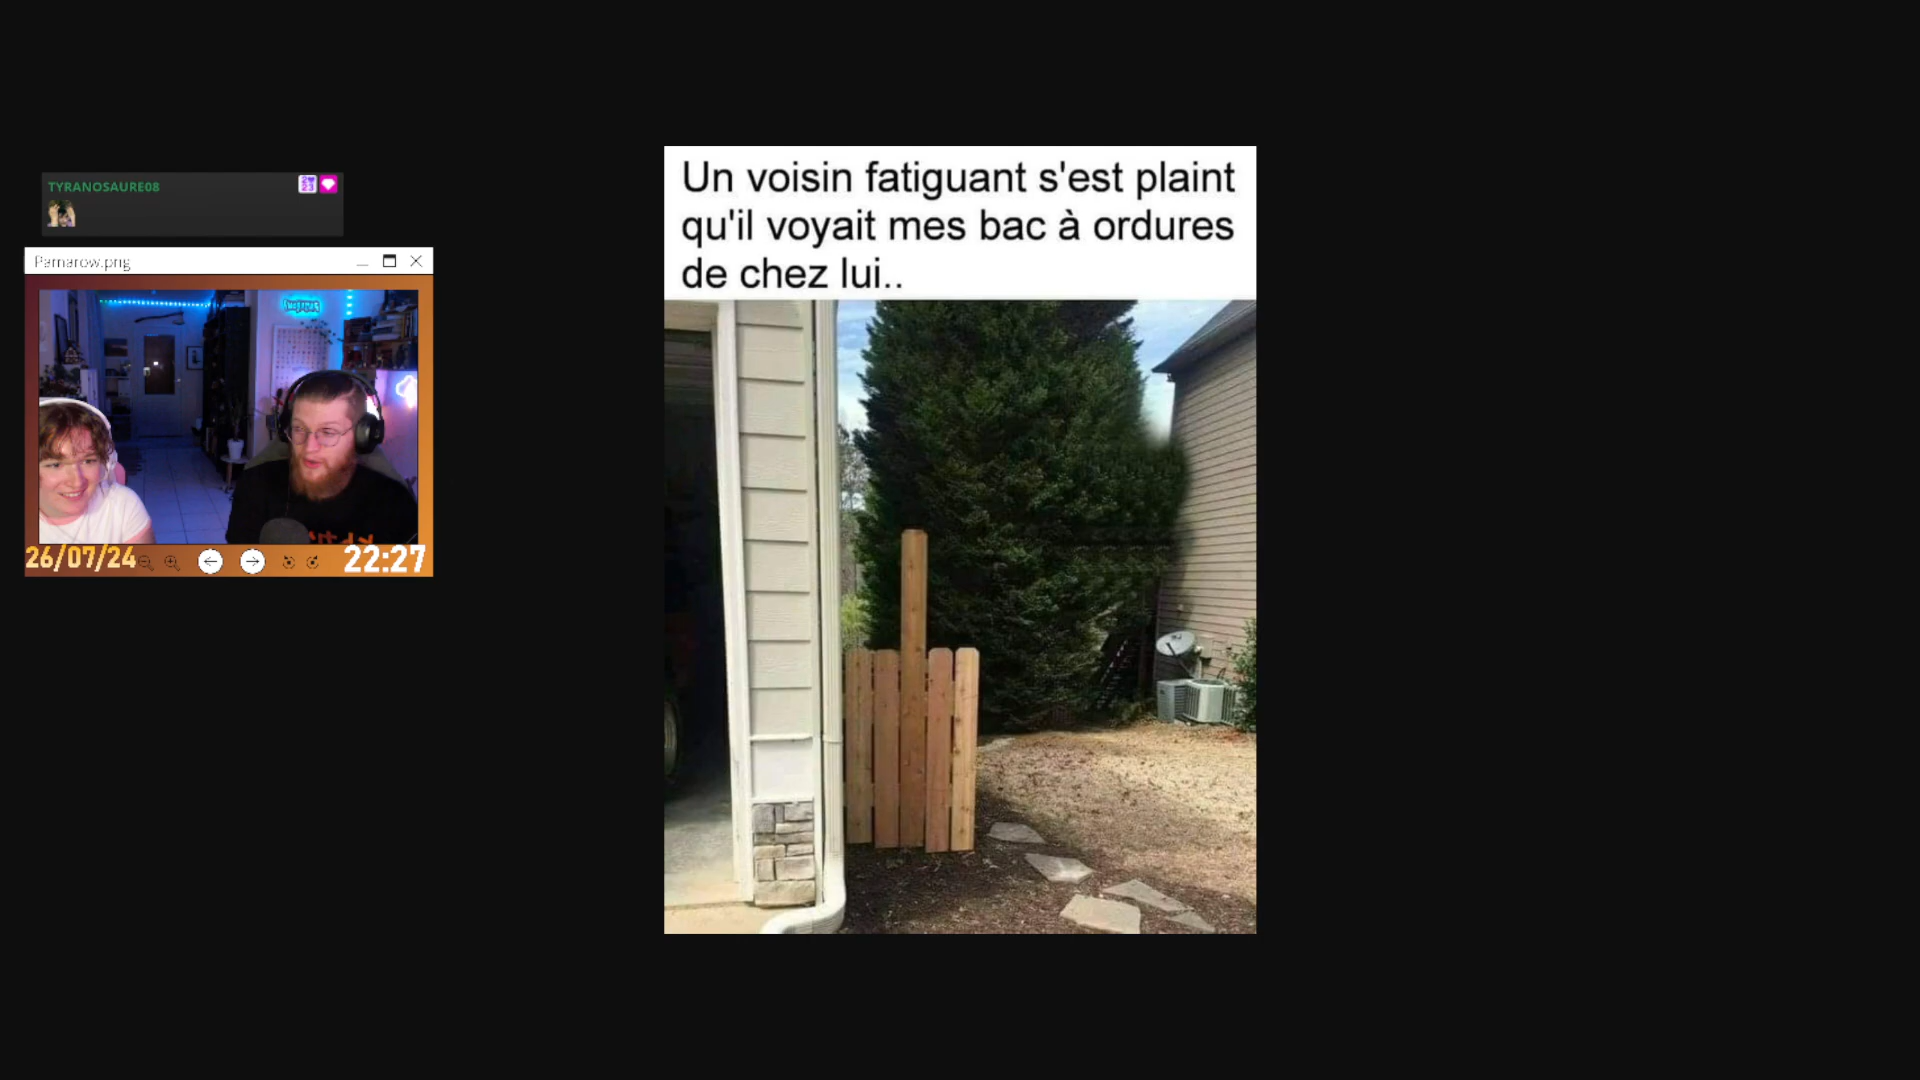 TYRANOSAURE08
Parnarow.png
26/07/24
22:27
Un voisin fatiguant s'est plaint
qu'il voyait mes bac à ordures
de chez lui..